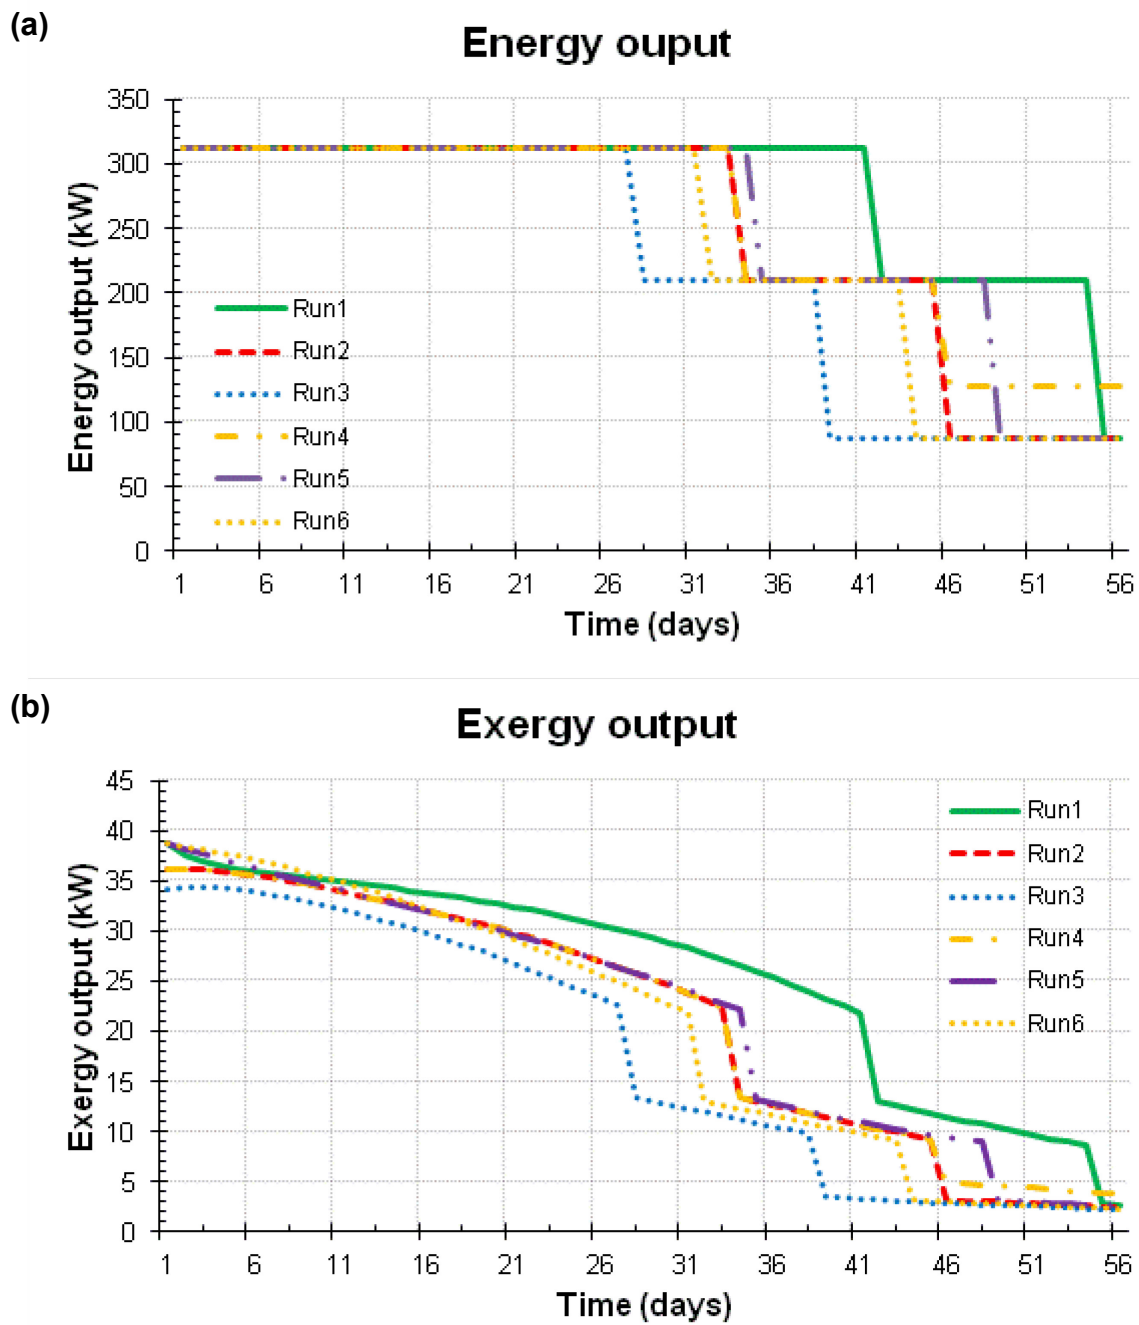 (a)
Energy ouput
Energy output (kW)
350
300
250
200
150
100
50
0
Run1
Run2
Run3
Run4
Run5
Run6
1 6 11 16 21 26 31 36 41 46 51 56
Time (days)
(b)
Exergy output
Exergy output (kW)
45
40
35
30
25
20
15
10
5
0
Run1
Run2
Run3
Run4
Run5
Run6
1 6 11 16 21 26 31 36 41 46 51 56
Time (days)